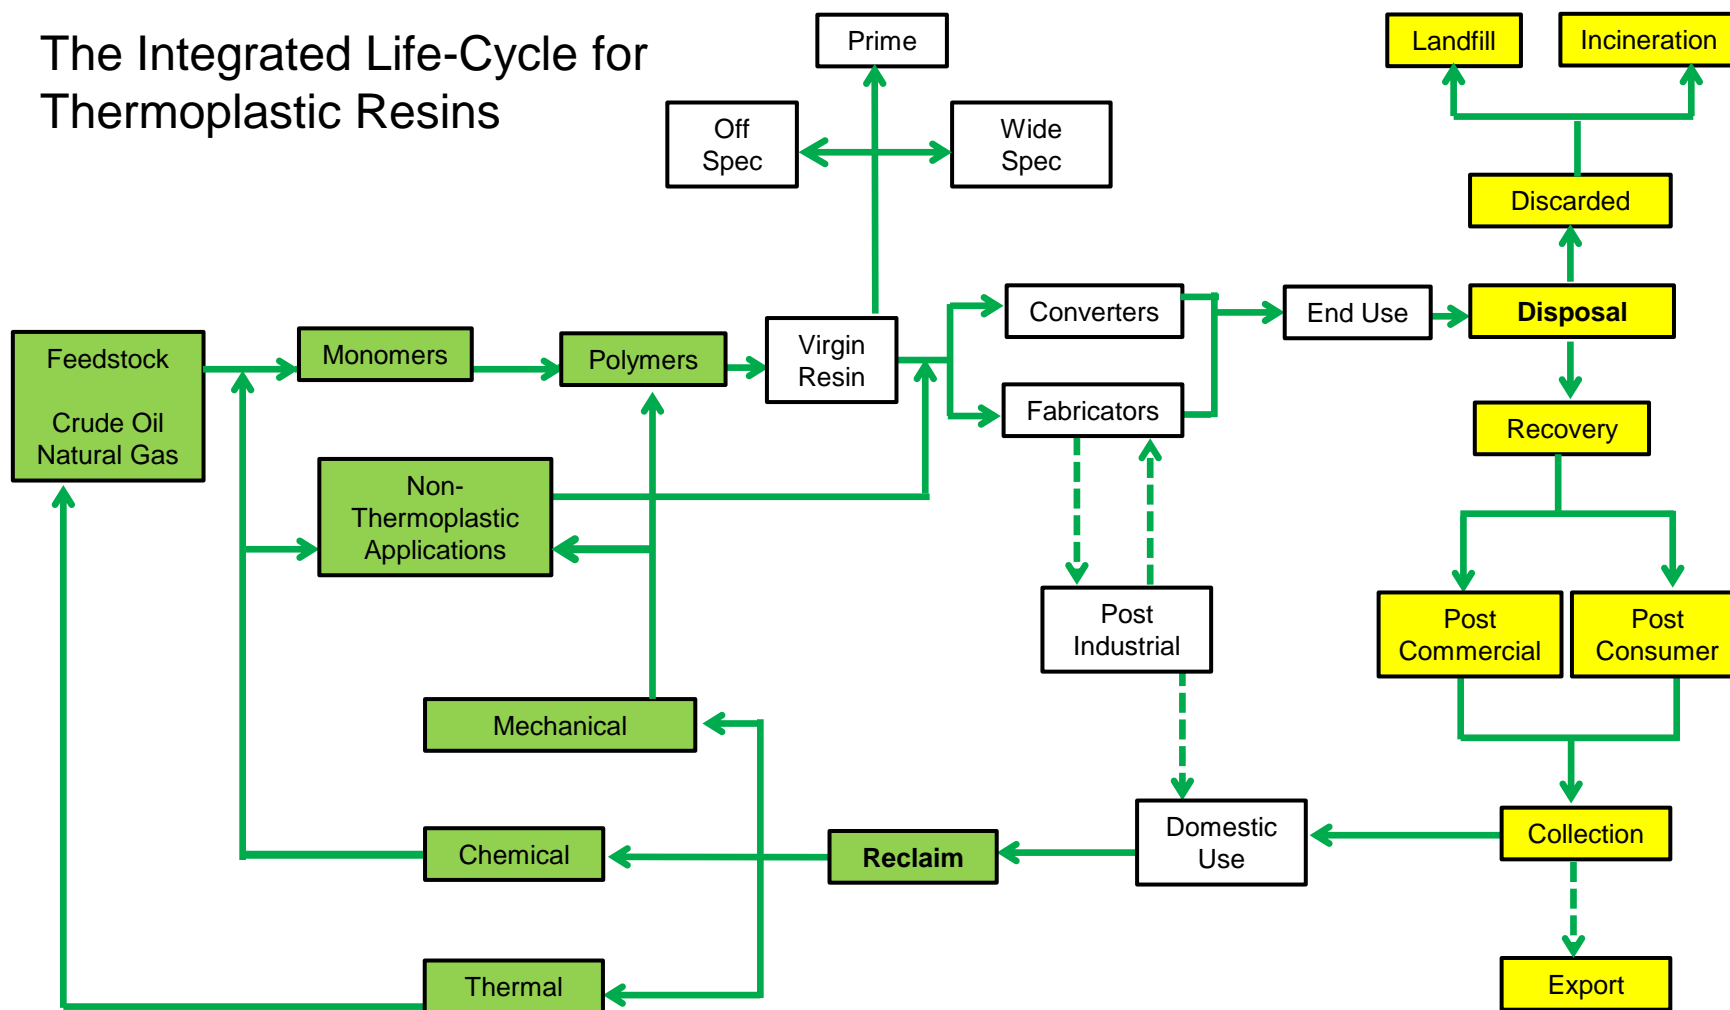 The Integrated Life-Cycle for
Thermoplastic Resins
Prime
Landfill
Incineration
Off
Spec
Wide
Spec
Discarded
Converters
End Use
Disposal
Feedstock
Crude Oil
Natural Gas
Monomers
Polymers
Virgin
Resin
Fabricators
Recovery
Non-
Thermoplastic
Applications
Post
Industrial
Post
Commercial
Post
Consumer
Mechanical
Chemical
Reclaim
Domestic
Use
Collection
Thermal
Export